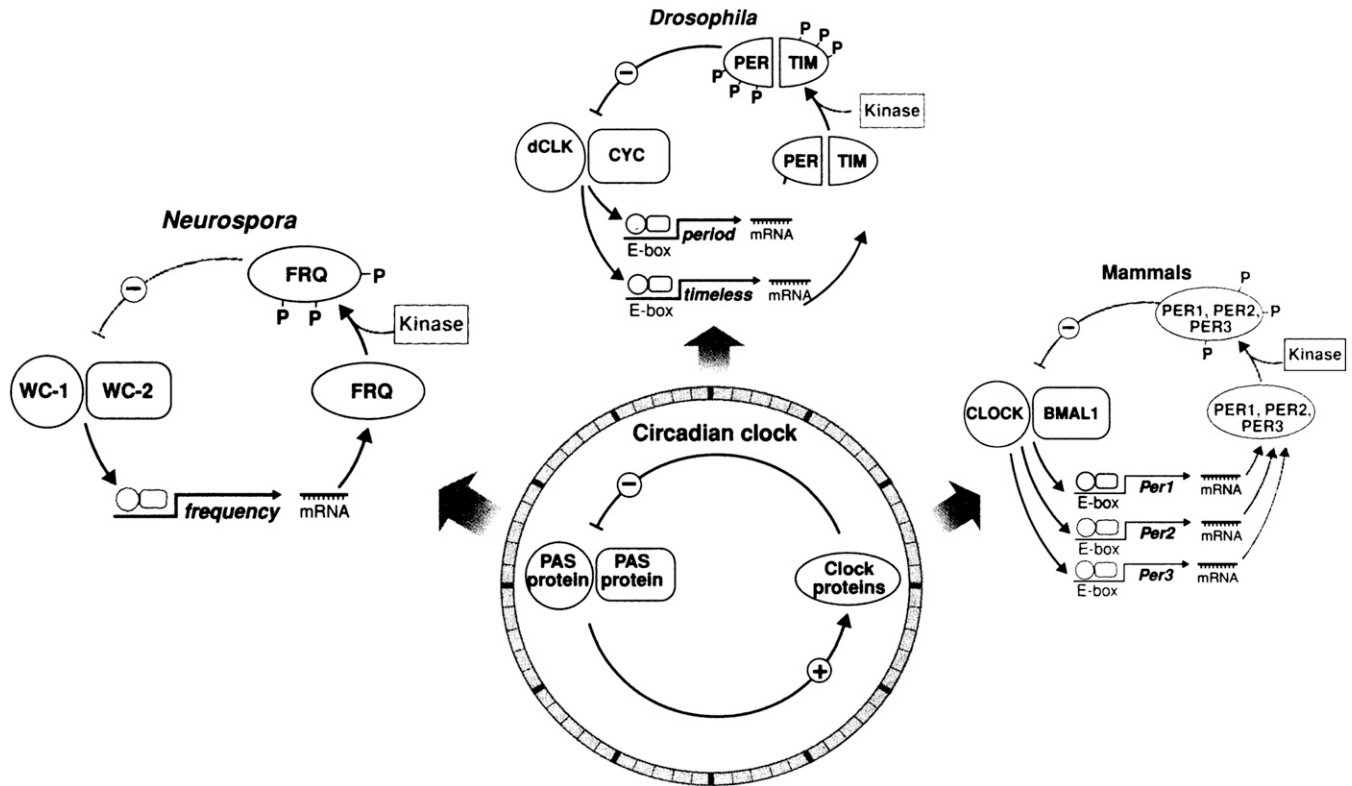 Drosophila
PER
TIM
P
P
P
P
P
P
Kinase
dCLK
CYC
PER
TIM
period
mRNA
E-box
timeless
mRNA
E-box
Neurospora
FRQ
P
P
P
Kinase
WC-1
WC-2
FRQ
frequency
mRNA
Mammals
P
PER1, PER2,
PER3
P
P
Kinase
CLOCK
BMAL1
PER1, PER2,
PER3
Per1
mRNA
E-box
Per2
mRNA
E-box
Per3
mRNA
E-box
Circadian clock
PAS
protein
PAS
protein
Clock
proteins